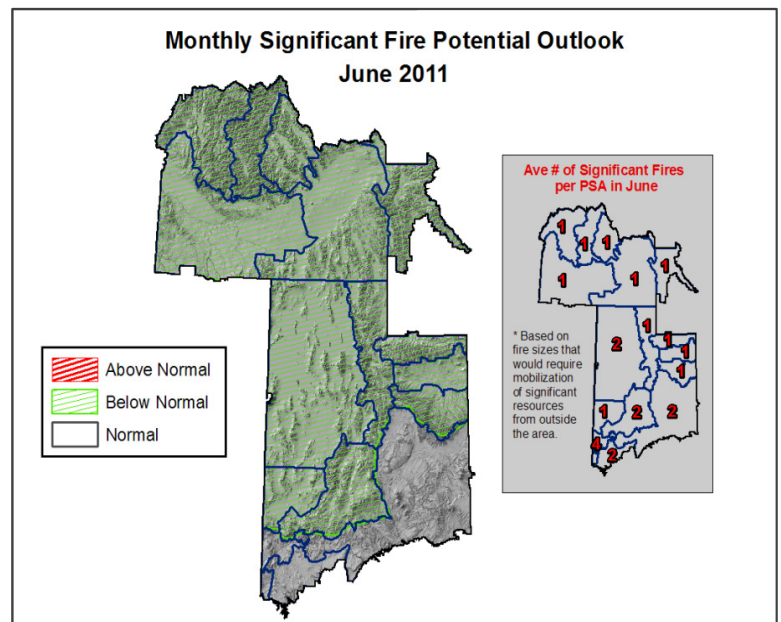 Monthly Significant Fire Potential Outlook
June 2011
Ave # of Significant Fires
per PSA in June
1
1
1
1
1
1
1
2
1
1
1
1
2
2
4
2
* Based on
fire sizes that
would require
mobilization
of significant
resources
from outside
the area.
Above Normal
Below Normal
Normal